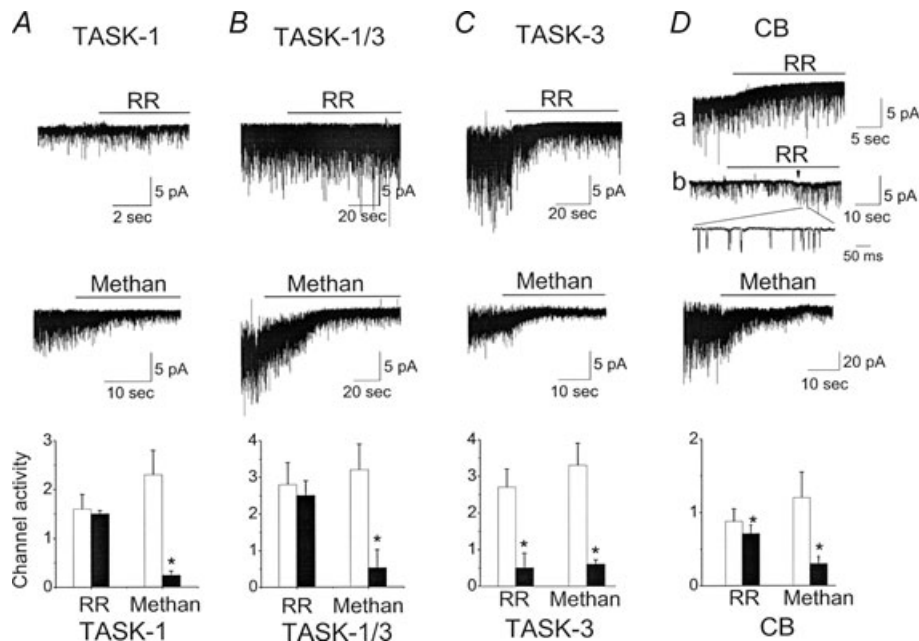 A TASK-1
B TASK-1/3
C TASK-3
D CB
RR
5 pA
2 sec
RR
5 pA
20 sec
RR
5 pA
20 sec
RR
a
5 pA
5 sec
RR
b
5 pA
10 sec
50 ms
Methan
5 pA
10 sec
Methan
5 pA
20 sec
Methan
5 pA
10 sec
Methan
20 pA
10 sec
Channel activity
3
2
1
0
RR Methan
*
TASK-1
4
3
2
1
0
RR Methan
*
TASK-1/3
4
3
2
1
0
* *
RR Methan
TASK-3
2
1
0
* *
RR Methan
CB